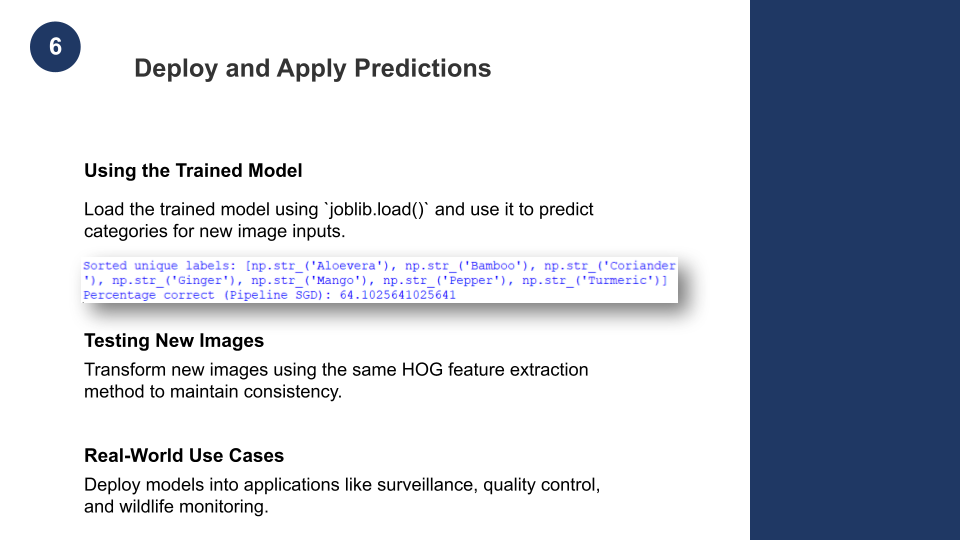 6
Deploy and Apply Predictions
Using the Trained Model
Load the trained model using `joblib.load()` and use it to predict
categories for new image inputs.
Sorted unique labels: [np.str_('Aloevera'), np.str_('Bamboo'), np.str_('Coriander
'), np.str_('Ginger'), np.str_('Mango'), np.str_('Pepper'), np.str_('Turmeric')]
Percentage correct (Pipeline SGD): 64.1025641025641
Testing New Images
Transform new images using the same HOG feature extraction
method to maintain consistency.
Real-World Use Cases
Deploy models into applications like surveillance, quality control,
and wildlife monitoring.